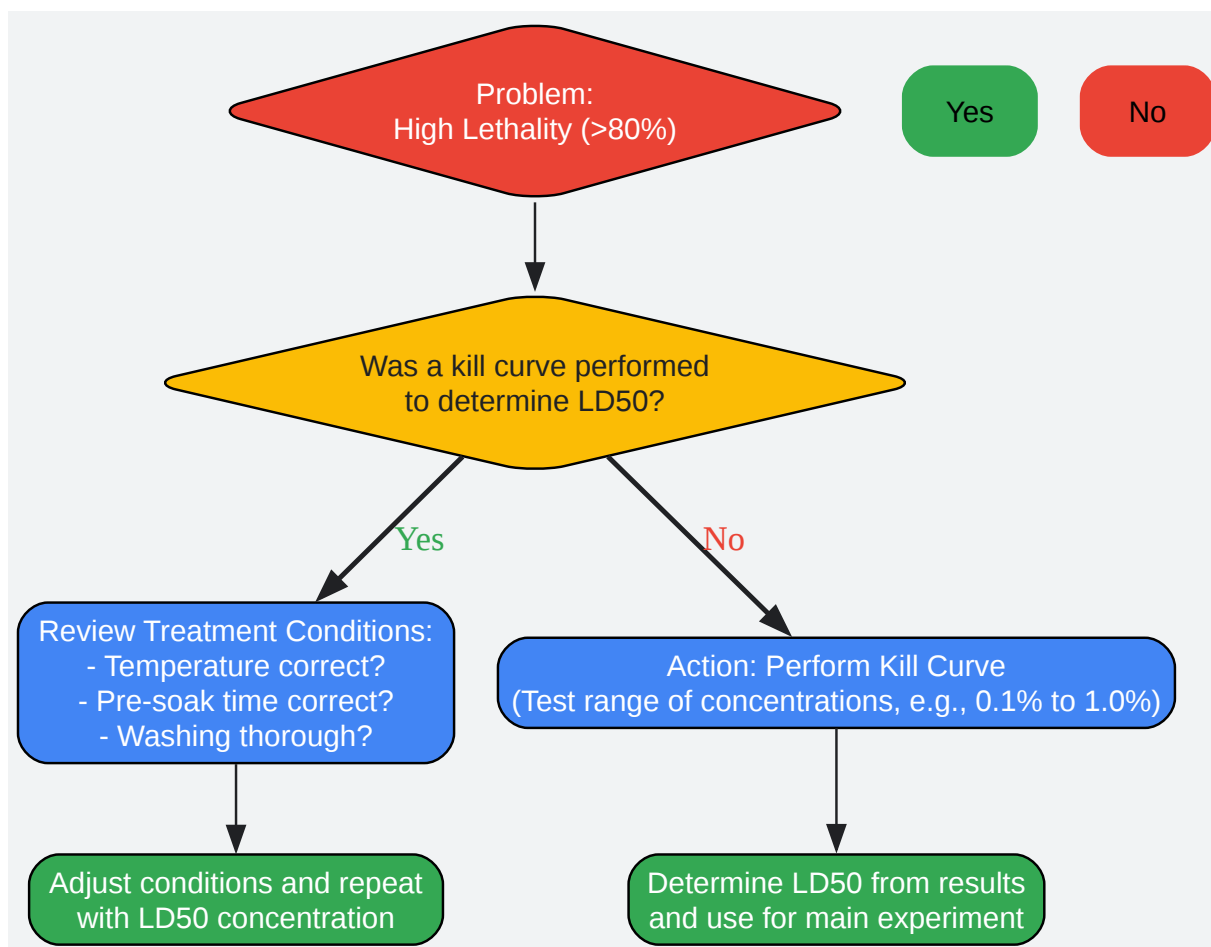 Problem:
High Lethality (>80%)
Yes
No
Was a kill curve performed
to determine LD50?
Yes
No
Review Treatment Conditions:
- Temperature correct?
- Pre-soak time correct?
- Washing thorough?
Action: Perform Kill Curve
(Test range of concentrations, e.g., 0.1% to 1.0%)
Adjust conditions and repeat
with LD50 concentration
Determine LD50 from results
and use for main experiment